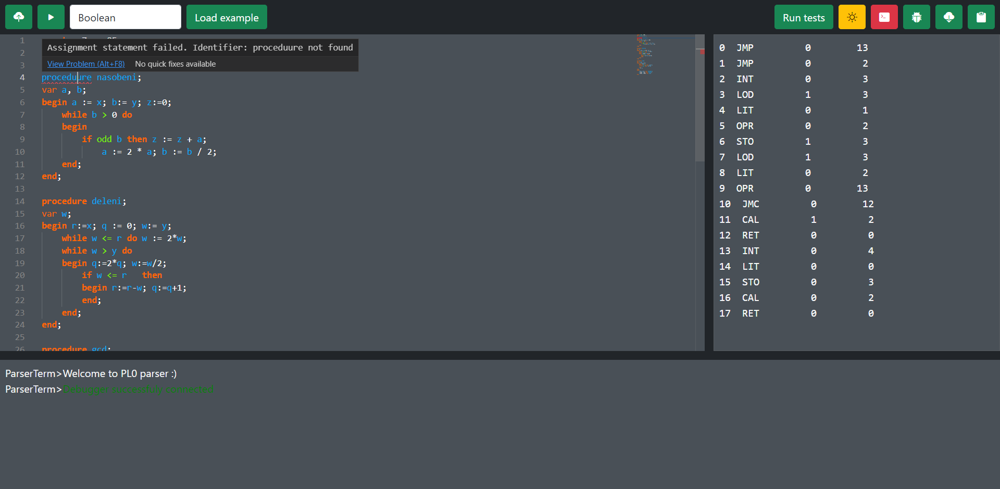 Boolean
Load example
Run tests
1
2
3
Assignment statement failed. Identifier: proceduure not found
View Problem (Alt+F8) No quick fixes available
4 proceduure nasobeni;
5 var a, b;
6 begin a := x; b:= y; z:=0;
7 while b > 0 do
8 begin
9 if odd b then z := z + a;
10 a := 2 * a; b := b / 2;
11 end;
12 end;
13
14 procedure deleni;
15 var w;
16 begin r:=x; q := 0; w:= y;
17 while w <= r do w := 2*w;
18 while w > y do
19 begin q:=2*q; w:=w/2;
20 if w <= r   then
21 begin r:=r-w; q:=q+1;
22 end;
23 end;
24 end;
25
26 procedure gcd;
0 JMP 0 13
1 JMP 0 2
2 INT 0 3
3 LOD 1 3
4 LIT 0 1
5 OPR 0 2
6 STO 1 3
7 LOD 1 3
8 LIT 0 2
9 OPR 0 13
10 JMC 0 12
11 CAL 1 2
12 RET 0 0
13 INT 0 4
14 LIT 0 0
15 STO 0 3
16 CAL 0 2
17 RET 0 0
ParserTerm>Welcome to PL0 parser :)
ParserTerm>Debugger successfuly connected